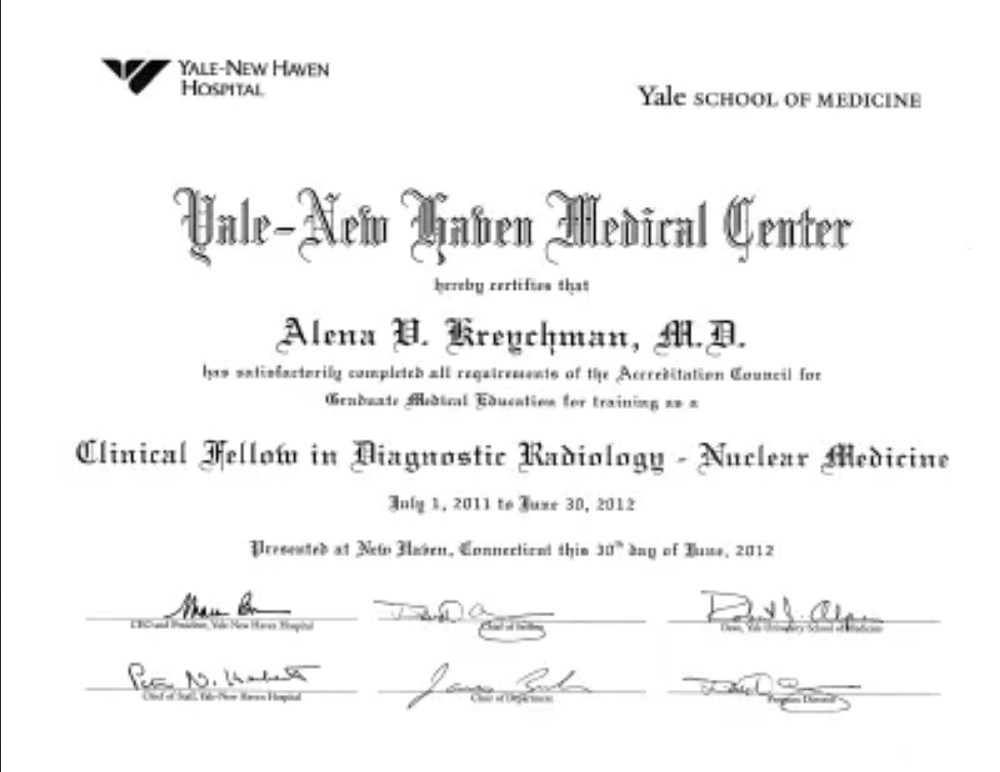 YALE-NEW HAVEN
HOSPITAL
Yale SCHOOL OF MEDICINE
Yale-New Haven Medical Center
hereby certifies that
Alena V. Kreychman, M.D.
has satisfactorily completed all requirements of the Accreditation Council for
Graduate Medical Education for training as a
Clinical Fellow in Diagnostic Radiology - Nuclear Medicine
July 1, 2011 to June 30, 2012
Presented at New Haven, Connecticut this 30th day of June, 2012
CEO and President, Yale-New Haven Hospital
Chief of
Dean, Yale University School of Medicine
Peter N. Herbert
Chief of Staff, Yale-New Haven Hospital
Chair of Department
Program Director